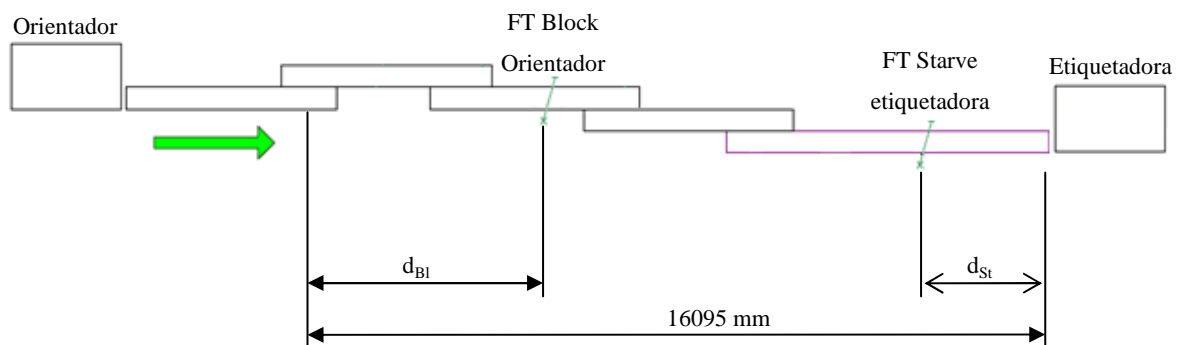 Orientador
FT Block
Orientador
FT Starve
etiquetadora
Etiquetadora
dBl
dSt
16095 mm